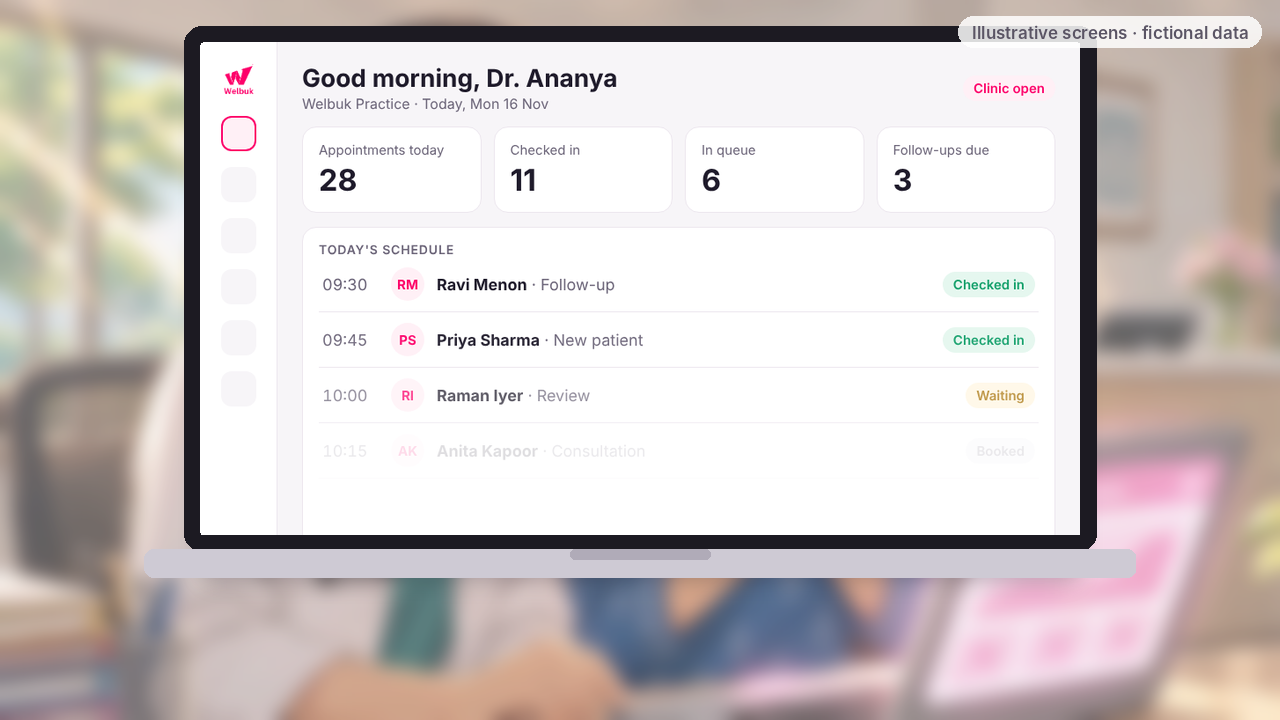 Illustrative screens · fictional data
Welbuk
Good morning, Dr. Ananya
Welbuk Practice · Today, Mon 16 Nov
Clinic open
Appointments today
28
Checked in
11
In queue
6
Follow-ups due
3
TODAY'S SCHEDULE
09:30 RM Ravi Menon · Follow-up Checked in
09:45 PS Priya Sharma · New patient Checked in
10:00 RI Raman Iyer · Review Waiting
10:15 AK Anita Kapoor · Consultation Booked